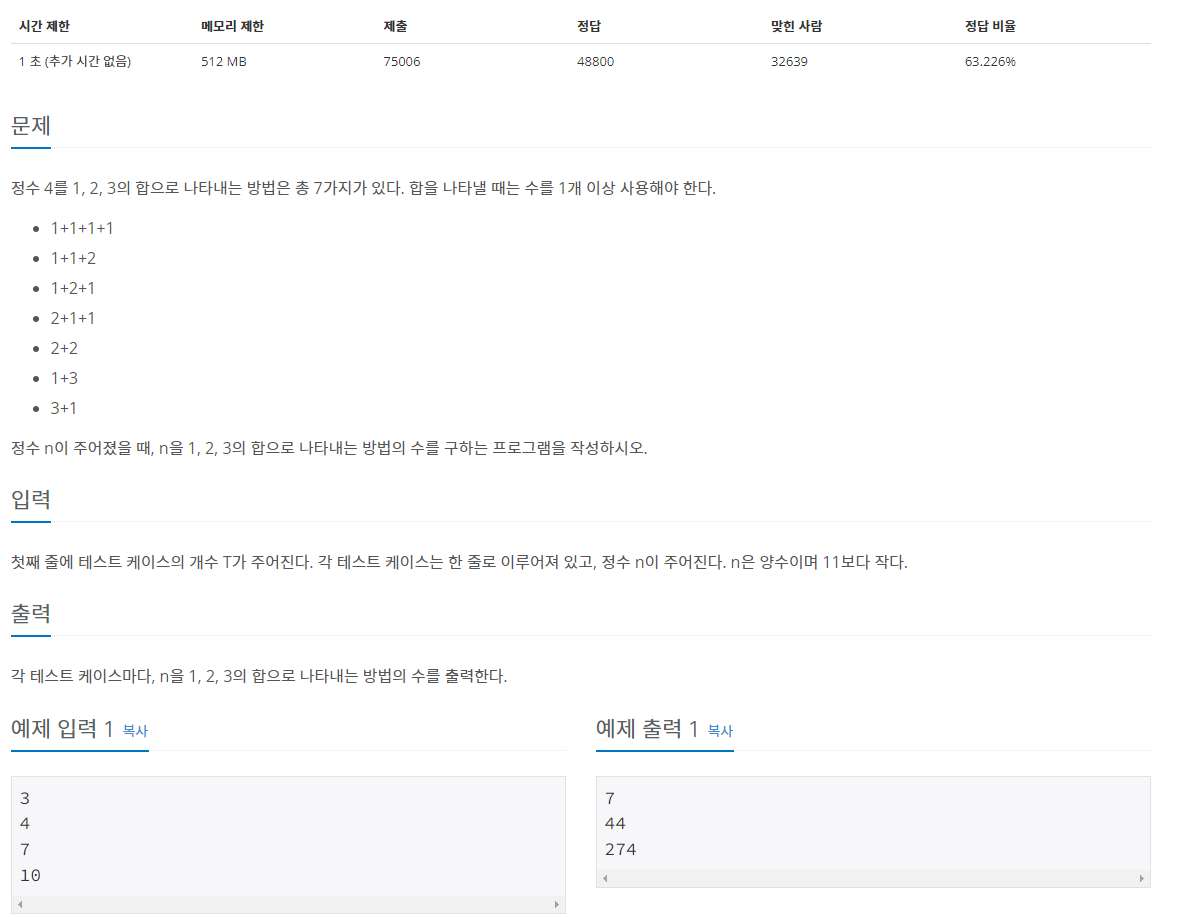 시간 제한 메모리 제한 제출 정답 맞힌 사람 정답 비율
1 초 (추가 시간 없음) 512 MB 75006 48800 32639 63.226%
문제
정수 4를 1, 2, 3의 합으로 나타내는 방법은 총 7가지가 있다. 합을 나타낼 때는 수를 1개 이상 사용해야 한다.
• 1+1+1+1
• 1+1+2
• 1+2+1
• 2+1+1
• 2+2
• 1+3
• 3+1
정수 n이 주어졌을 때, n을 1, 2, 3의 합으로 나타내는 방법의 수를 구하는 프로그램을 작성하시오.
입력
첫째 줄에 테스트 케이스의 개수 T가 주어진다. 각 테스트 케이스는 한 줄로 이루어져 있고, 정수 n이 주어진다. n은 양수이며 11보다 작다.
출력
각 테스트 케이스마다, n을 1, 2, 3의 합으로 나타내는 방법의 수를 출력한다.
예제 입력 1 복사
3
4
7
10
예제 출력 1 복사
7
44
274